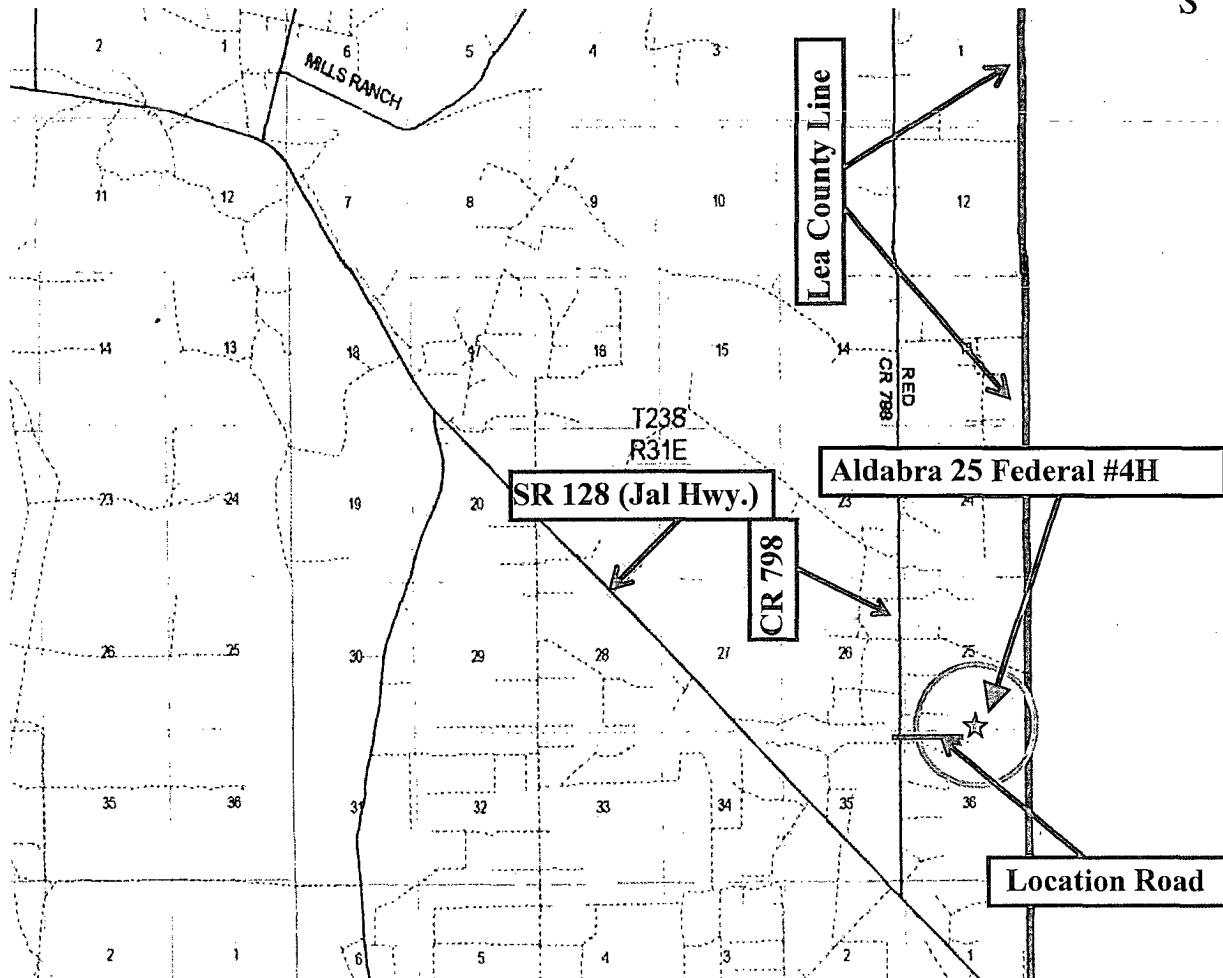 S
2 1 6 5 4 3 1
MILLS RANCH
Lea County Line
11 12 7 8 9 10 12
14 13 18 17 16 15 14 13
RED
CR 798
T23S
R31E
Aldabra 25 Federal #4H
SR 128 (Jal Hwy.)
23 24 19 20 23 24
CR 798
26 25 30 29 28 27 26 25
35 36 31 32 33 34 35 36
Location Road
2 1 6 5 4 3 2 1